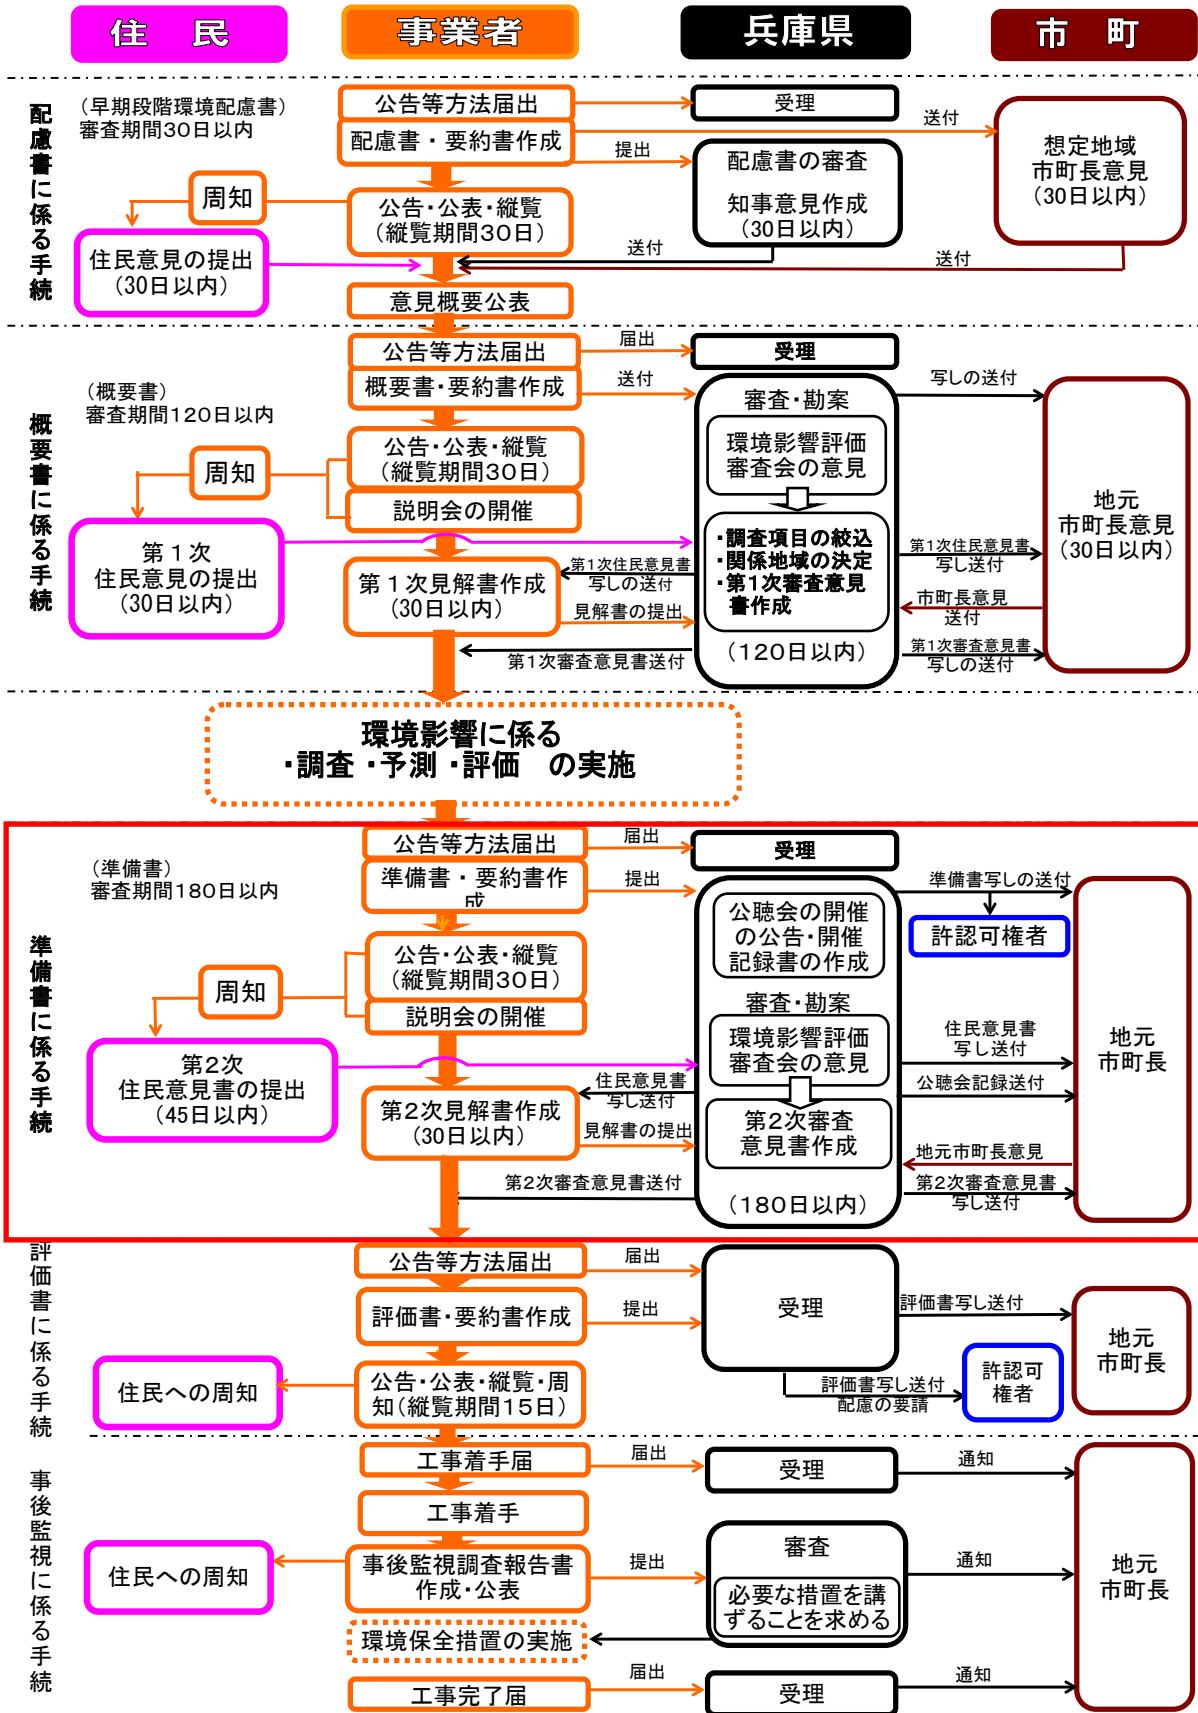 住　民
事業者
兵庫県
市　町
配慮書に係る手続
（早期段階環境配慮書）
審査期間30日以内
公告等方法届出
受理
配慮書・要約書作成
送付
提出
配慮書の審査
知事意見作成
（30日以内）
想定地域
市町長意見
（30日以内）
周知
公告・公表・縦覧
（縦覧期間30日）
住民意見の提出
（30日以内）
送付
送付
意見概要公表
概要書に係る手続
（概要書）
審査期間120日以内
公告等方法届出
届出
受理
概要書・要約書作成
送付
審査・勘案
写しの送付
環境影響評価
審査会の意見
公告・公表・縦覧
（縦覧期間30日）
周知
説明会の開催
地元
市町長意見
（30日以内）
第１次
住民意見の提出
（30日以内）
・調査項目の絞込
・関係地域の決定
・第1次審査意見
書作成
第1次住民意見書
写しの送付
第1次住民意見書
写し送付
第１次見解書作成
（30日以内）
見解書の提出
市町長意見
送付
（120日以内）
第1次審査意見書送付
第1次審査意見書
写しの送付
環境影響に係る
・調査・予測・評価　の実施
準備書に係る手続
（準備書）
審査期間180日以内
公告等方法届出
届出
受理
準備書・要約書作
成
提出
準備書写しの送付
公聴会の開催
の公告・開催
記録書の作成
許認可権者
公告・公表・縦覧
（縦覧期間30日）
周知
説明会の開催
審査・勘案
環境影響評価
審査会の意見
住民意見書
写し送付
地元
市町長
第2次
住民意見書の提出
（45日以内）
住民意見書
写し送付
公聴会記録送付
第2次見解書作成
（30日以内）
見解書の提出
第2次審査
意見書作成
地元市町長意見
第2次審査意見書送付
（180日以内）
第2次審査意見書
写し送付
評価書に係る手続
公告等方法届出
届出
受理
評価書・要約書作成
提出
評価書写し送付
地元
市町長
住民への周知
公告・公表・縦覧・周
知（縦覧期間15日）
評価書写し送付
配慮の要請
許認可
権者
事後監視に係る手続
工事着手届
届出
受理
通知
工事着手
審査
住民への周知
事後監視調査報告書
作成・公表
提出
通知
地元
市町長
必要な措置を講
ずることを求める
環境保全措置の実施
工事完了届
届出
受理
通知